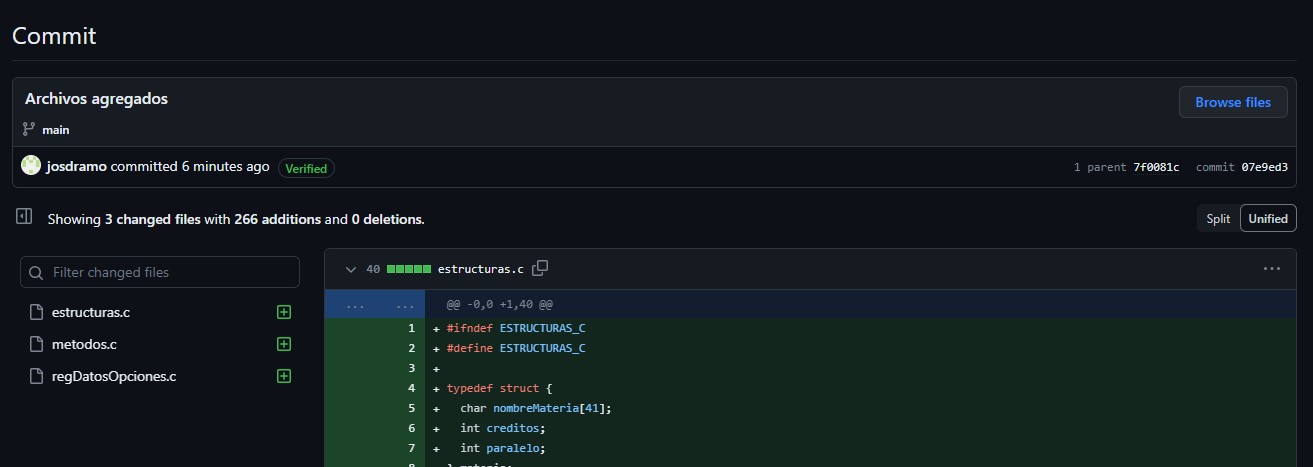 Commit
Archivos agregados
Browse files
main
josdramo committed 6 minutes ago Verified
1 parent 7f0081c commit 07e9ed3
Showing 3 changed files with 266 additions and 0 deletions.
Split Unified
Filter changed files
estructuras.c
metodos.c
regDatosOpciones.c
40 estructuras.c ...
... ... @@ -0,0 +1,40 @@
1 + #ifndef ESTRUCTURAS_C
2 + #define ESTRUCTURAS_C
3 +
4 + typedef struct {
5 + char nombreMateria[41];
6 + int creditos;
7 + int paralelo;